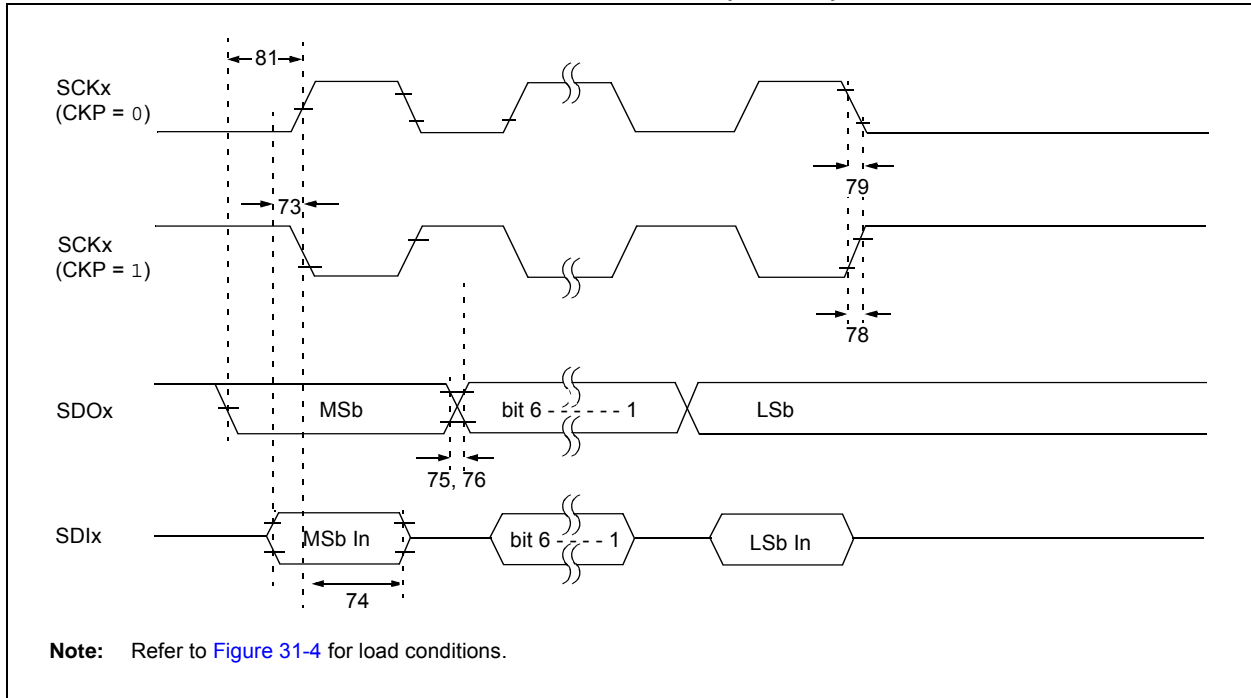 81
SCKx
(CKP = 0)
79
73
SCKx
(CKP = 1)
78
SDOx
MSb
bit 6 - - - - - - 1
LSb
75, 76
SDIx
MSb In
bit 6 - - - - 1
LSb In
74
Note: Refer to Figure 31-4 for load conditions.